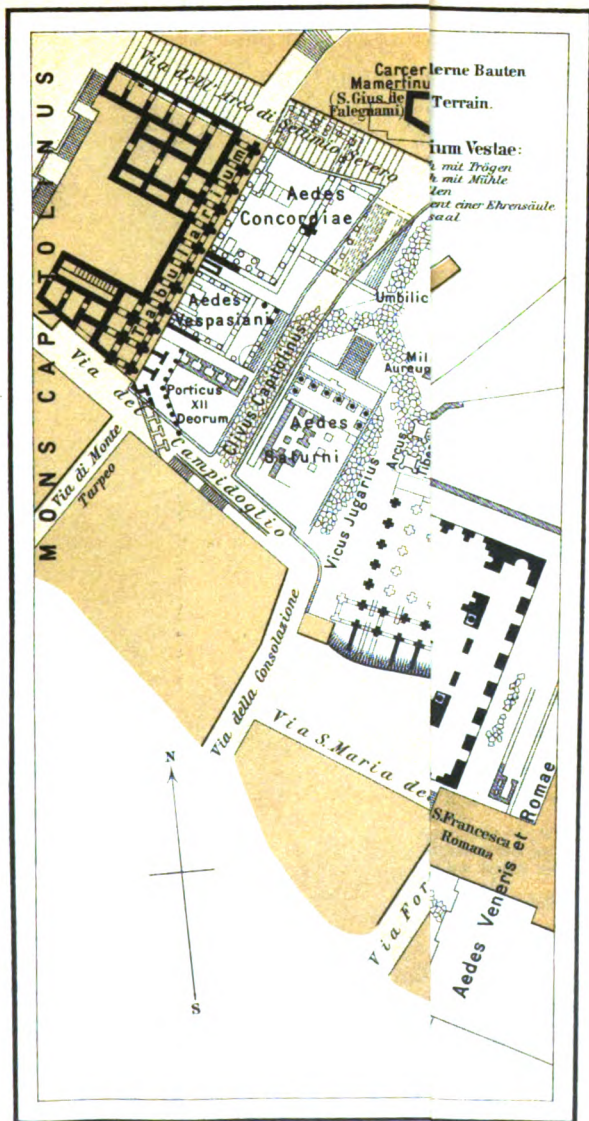 MONS CAPITOLINUS
Via dell'Arco di Settimio Severo
Carcer
Mamertinu
(S. Gius. de
Falegnami)
erne Bauten
Terrain.
ium Vestae:
mit Trögen
mit Mühle
ent einer Ehrensäule
saal
Tabularium
Aedes
Concordiae
Aedes
Vespasiani
Porticus
XII
Deorum
Clivus Capitolinus
Umbilic
Mil
Aureug
Aedes
Saturni
Arcus
Vicus Jugarius
Via del Campidoglio
Via di Monte
Tarpeo
Via della Consolazione
Via S. Maria de
S. Francesca
Romana
Via For
Aedes Veneris et Romae
N
S